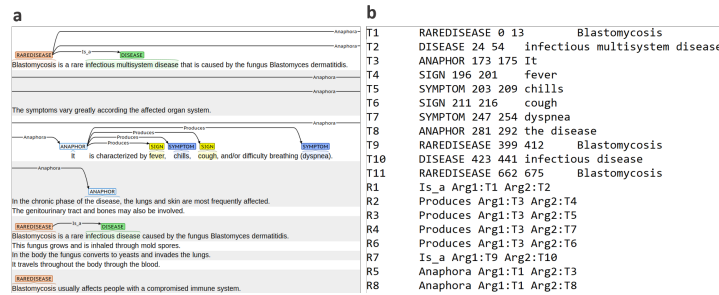 a
Anaphora
Anaphora
RAREDISEASE Is_a DISEASE
Blastomycosis is a rare infectious multisystem disease that is caused by the fungus Blastomyces dermatitidis.
Anaphora
Anaphora
The symptoms vary greatly according the affected organ system.
Anaphora
Produces
Produces
Anaphora Produces
Produces
ANAPHOR SIGN SYMPTOM SIGN SYMPTOM
It is characterized by fever, chills, cough, and/or difficulty breathing (dyspnea).
Anaphora
ANAPHOR
In the chronic phase of the disease, the lungs and skin are most frequently affected.
The genitourinary tract and bones may also be involved.
RAREDISEASE Is_a DISEASE
Blastomycosis is a rare infectious disease caused by the fungus Blastomyces dermatitidis.
This fungus grows and is inhaled through mold spores.
In the body the fungus converts to yeasts and invades the lungs.
It travels throughout the body through the blood.
RAREDISEASE
Blastomycosis usually affects people with a compromised immune system.
b
T1 RAREDISEASE 0 13 Blastomycosis
T2 DISEASE 24 54 infectious multisystem disease
T3 ANAPHOR 173 175 It
T4 SIGN 196 201 fever
T5 SYMPTOM 203 209 chills
T6 SIGN 211 216 cough
T7 SYMPTOM 247 254 dyspnea
T8 ANAPHOR 281 292 the disease
T9 RAREDISEASE 399 412 Blastomycosis
T10 DISEASE 423 441 infectious disease
T11 RAREDISEASE 662 675 Blastomycosis
R1 Is_a Arg1:T1 Arg2:T2
R2 Produces Arg1:T3 Arg2:T4
R3 Produces Arg1:T3 Arg2:T5
R4 Produces Arg1:T3 Arg2:T7
R6 Produces Arg1:T3 Arg2:T6
R7 Is_a Arg1:T9 Arg2:T10
R5 Anaphora Arg1:T1 Arg2:T3
R8 Anaphora Arg1:T1 Arg2:T8